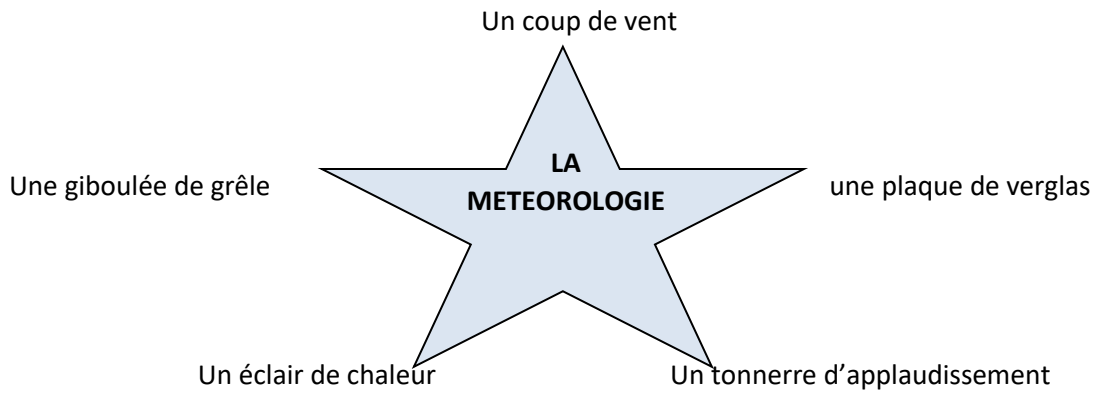 Un coup de vent
LA
METEOROLOGIE
Une giboulée de grêle
une plaque de verglas
Un éclair de chaleur
Un tonnerre d’applaudissement